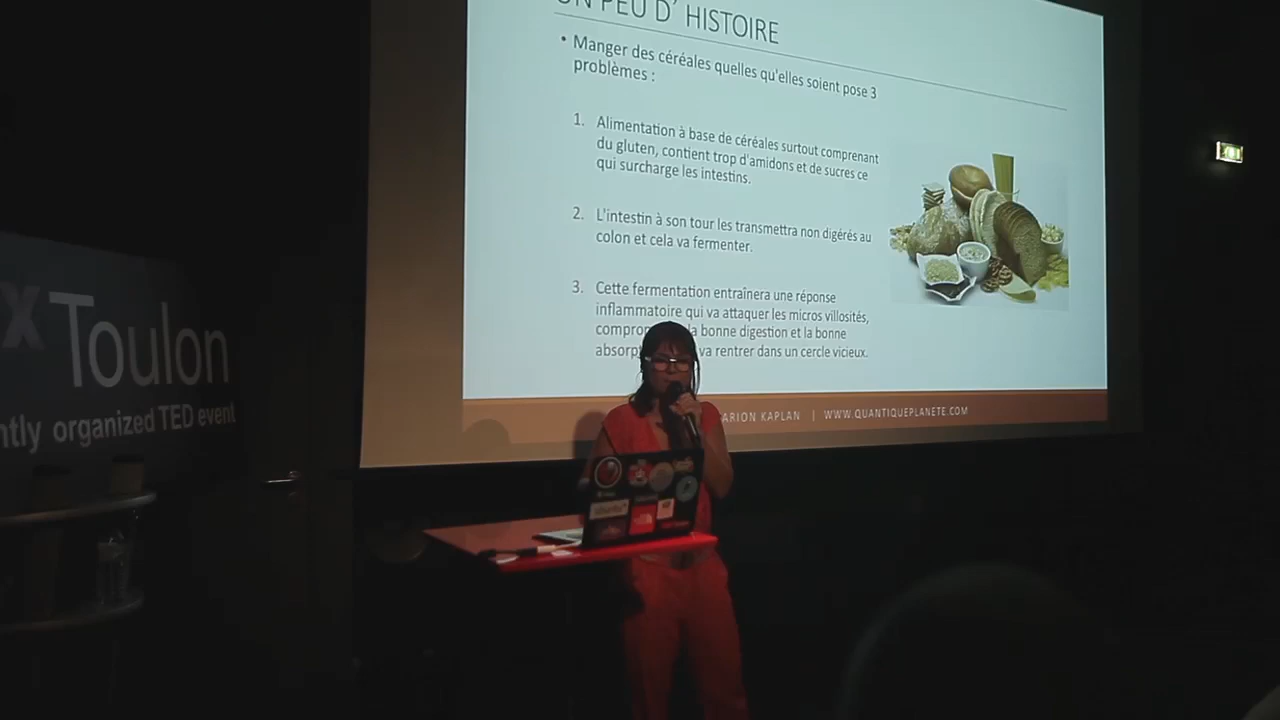 UN PEU D' HISTOIRE
• Manger des céréales quelles qu'elles soient pose 3
problèmes :
1. Alimentation à base de céréales surtout comprenant
du gluten, contient trop d'amidons et de sucres ce
qui surcharge les intestins.
2. L'intestin à son tour les transmettra non digérés au
colon et cela va fermenter.
3. Cette fermentation entraînera une réponse
inflammatoire qui va attaquer les micros villosités,
la bonne digestion et la bonne
va rentrer dans un cercle vicieux.
ARION KAPLAN | WWW.QUANTIQUEPLANETE.COM
x Toulon
ntly organized TED event